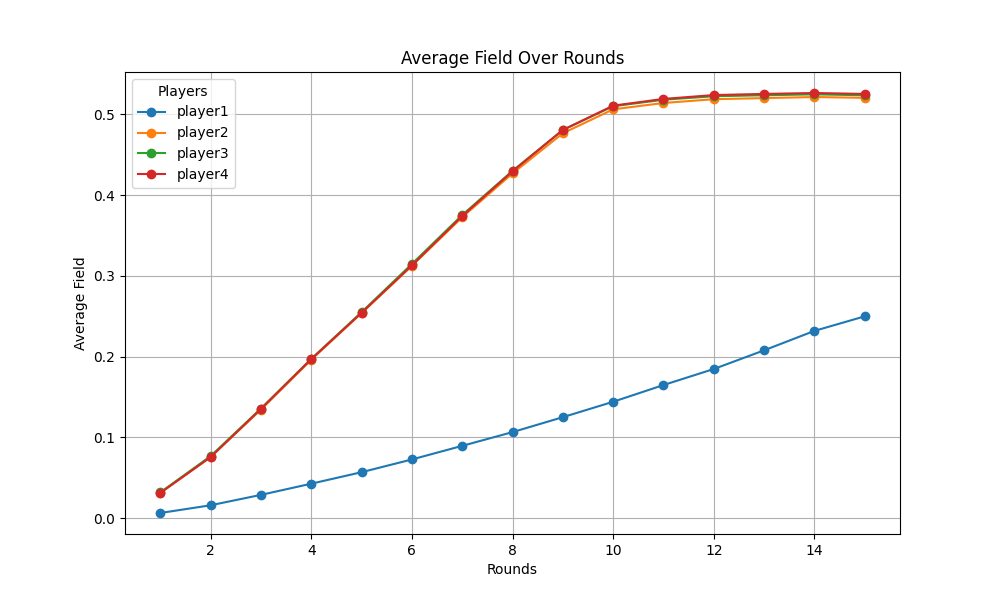 Average Field Over Rounds
Players
player1
player2
player3
player4
0.5
0.4
0.3
0.2
0.1
0.0
Average Field
2 4 6 8 10 12 14
Rounds